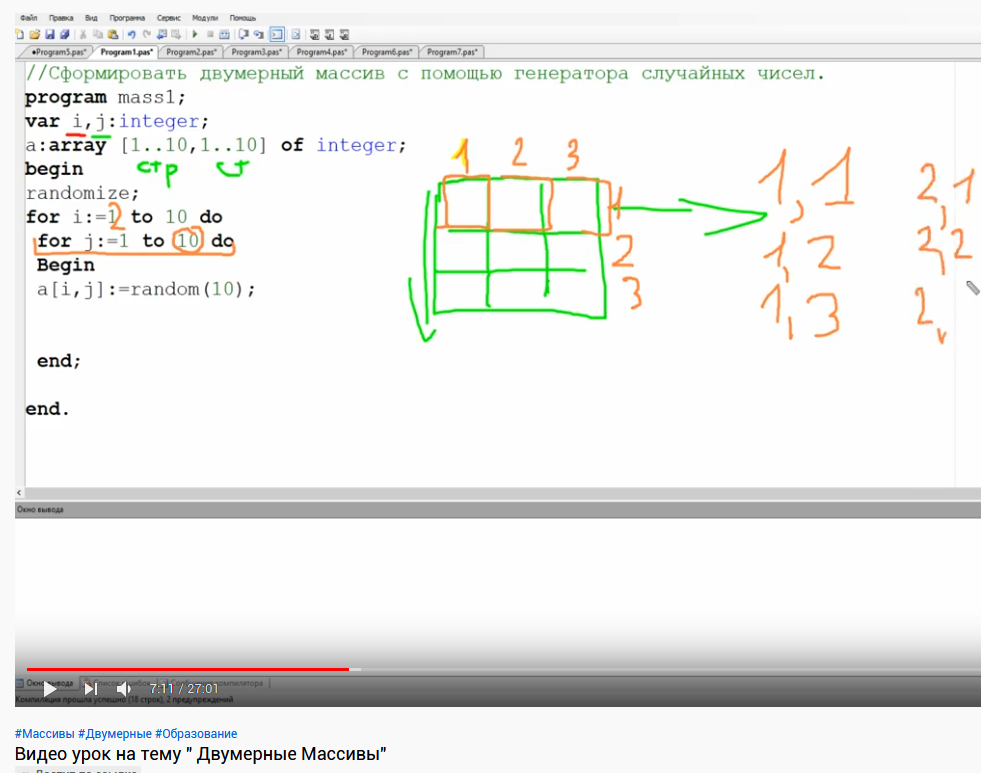 Файл Правка Вид Программа Сервис Модули Помощь
•Program5.pas* Program1.pas* Program2.pas* Program3.pas* Program4.pas* Program6.pas* Program7.pas*
//Сформировать двумерный массив с помощью генератора случайных чисел.
program mass1;
var i,j:integer;
a:array [1..10,1..10] of integer;
стр ст
begin
randomize;
for i:=1 to 10 do
2
for j:=1 to 10 do
Begin
a[i,j]:=random(10);
end;
end.
1 2 3
1
2
3
1,1 2,1
1,2 2,2
1,3 2,
Окно вывода
Окно вывода
7:11 / 27:01
Компиляция прошла успешно (18 строк), 2 предупреждений
#Массивы #Двумерные #Образование
Видео урок на тему " Двумерные Массивы"